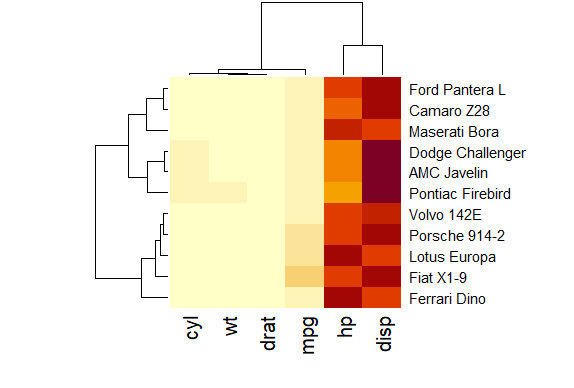 Ford Pantera L
Camaro Z28
Maserati Bora
Dodge Challenger
AMC Javelin
Pontiac Firebird
Volvo 142E
Porsche 914-2
Lotus Europa
Fiat X1-9
Ferrari Dino
cyl
wt
drat
mpg
hp
disp